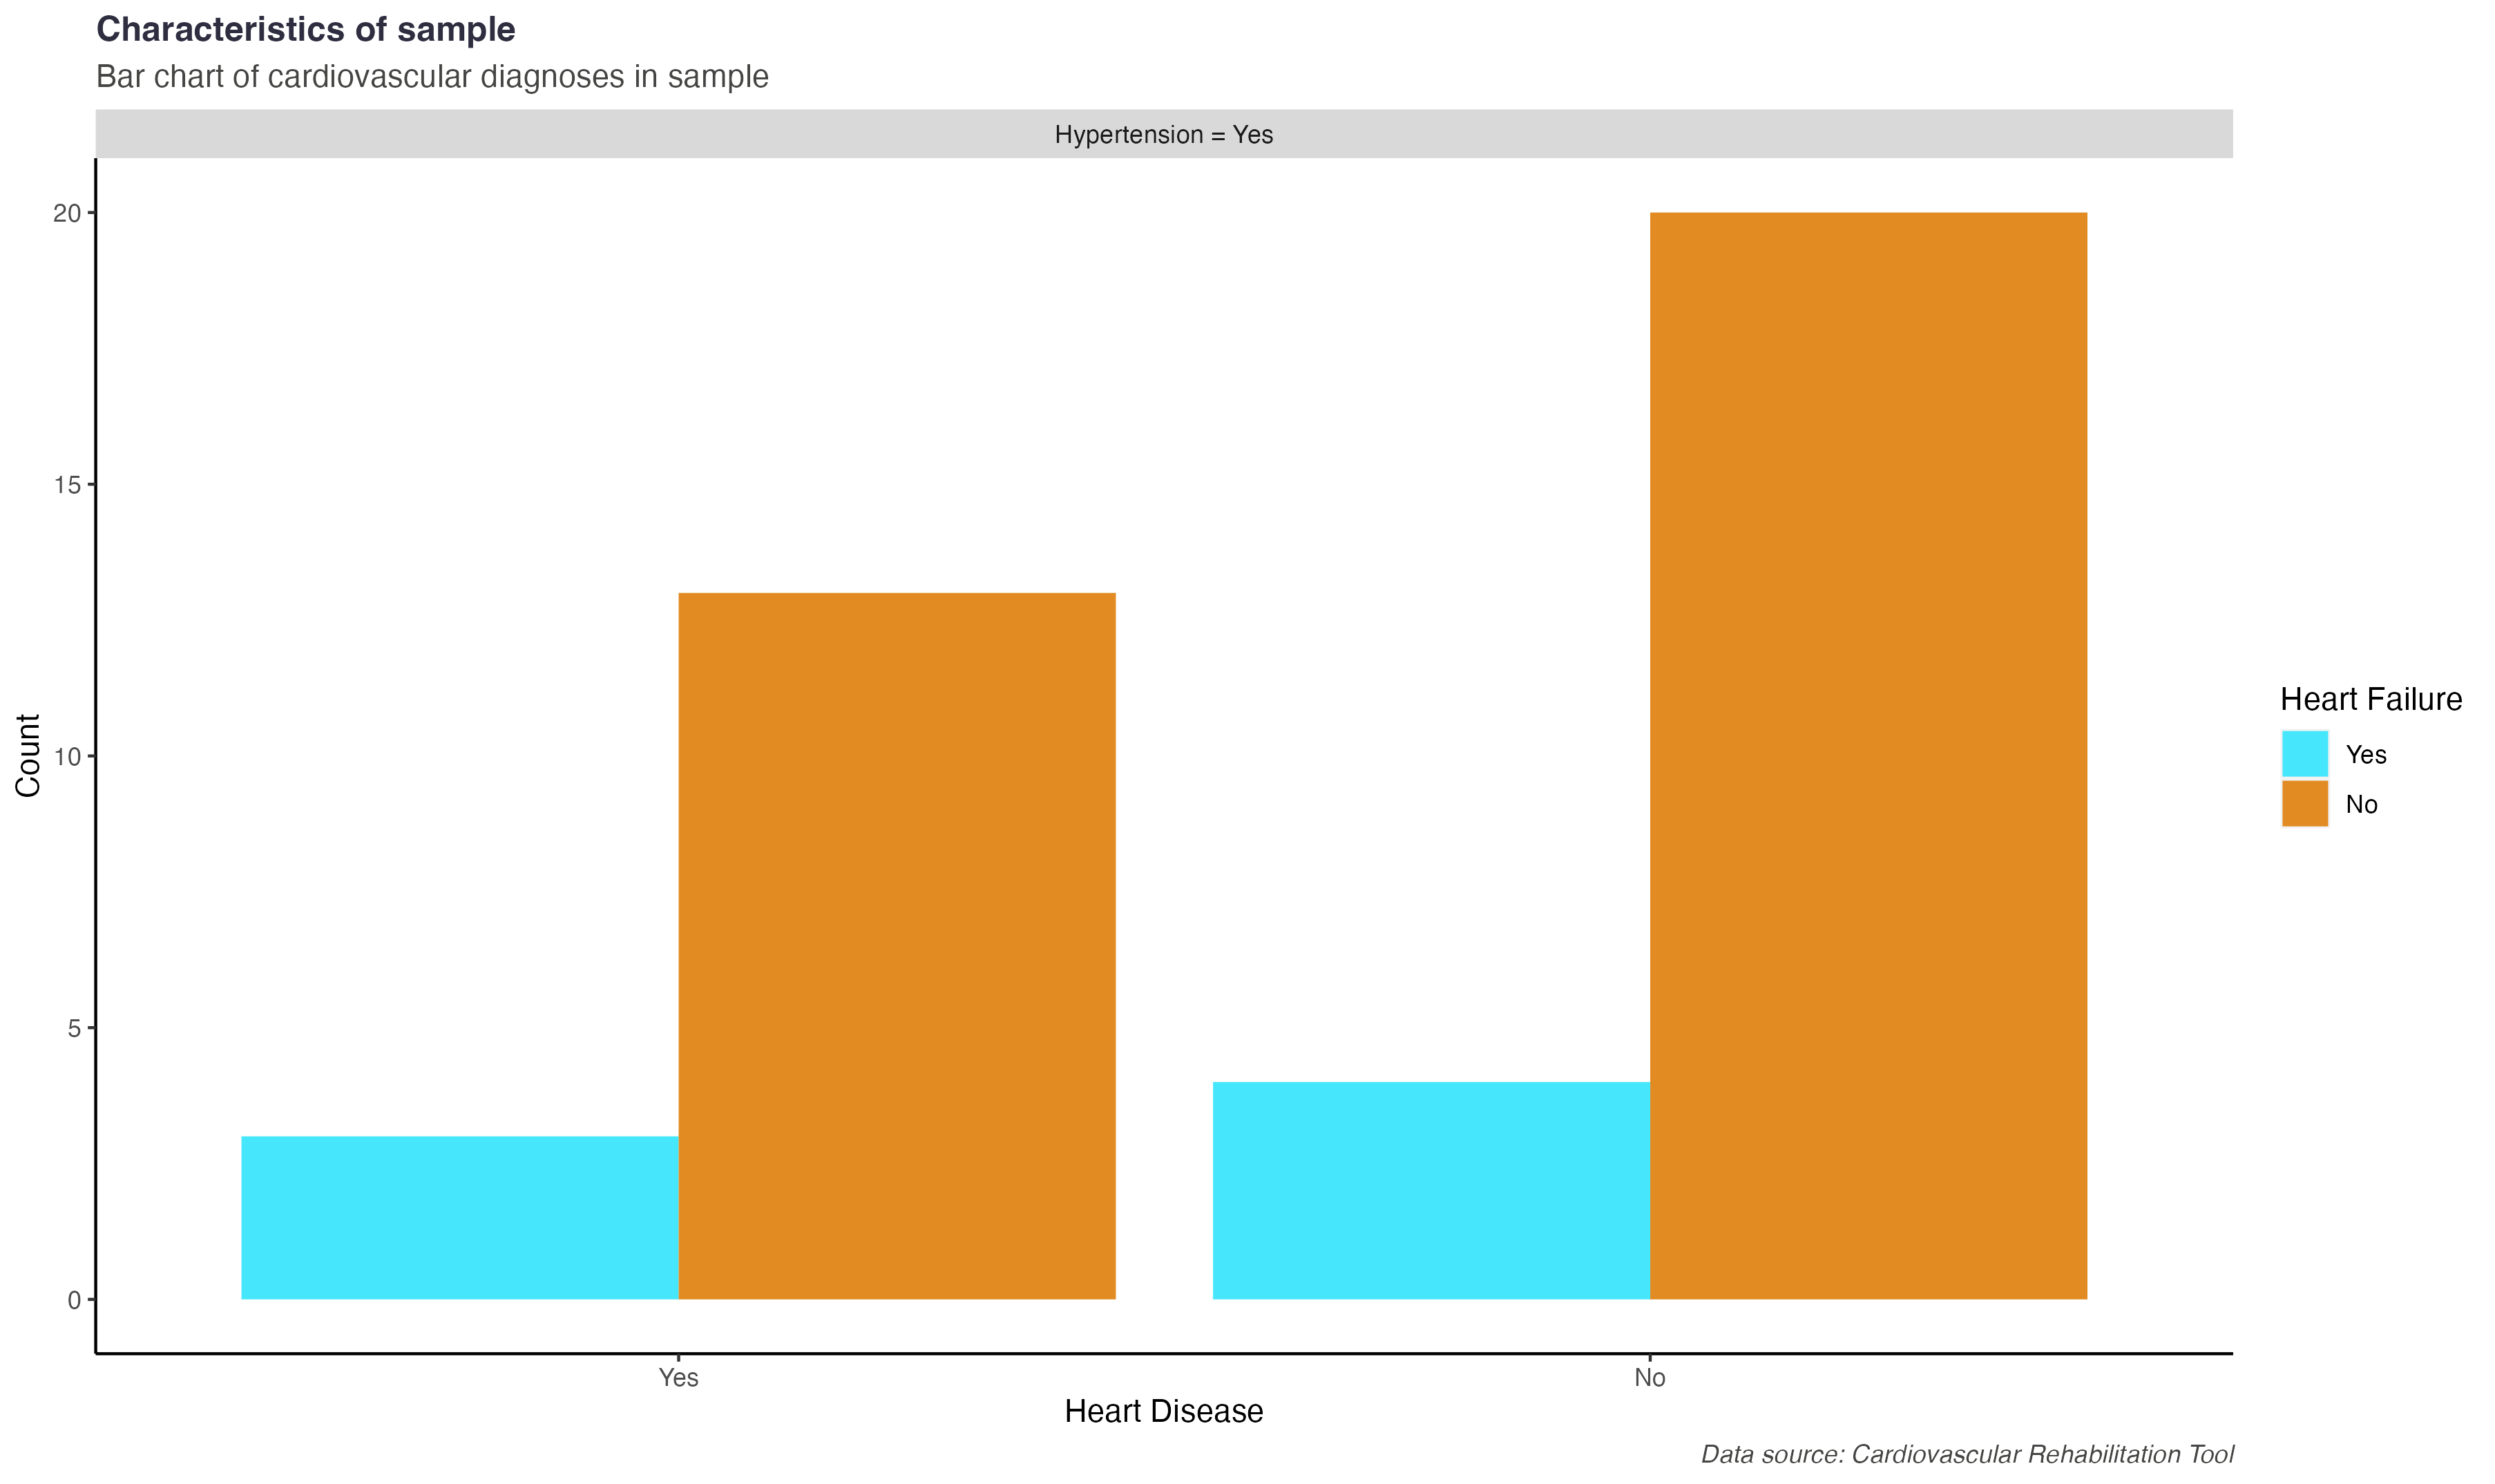 Characteristics of sample
Bar chart of cardiovascular diagnoses in sample
Hypertension = Yes
20
15
10
5
0
Count
Yes
No
Heart Disease
Heart Failure
Yes
No
Data source: Cardiovascular Rehabilitation Tool